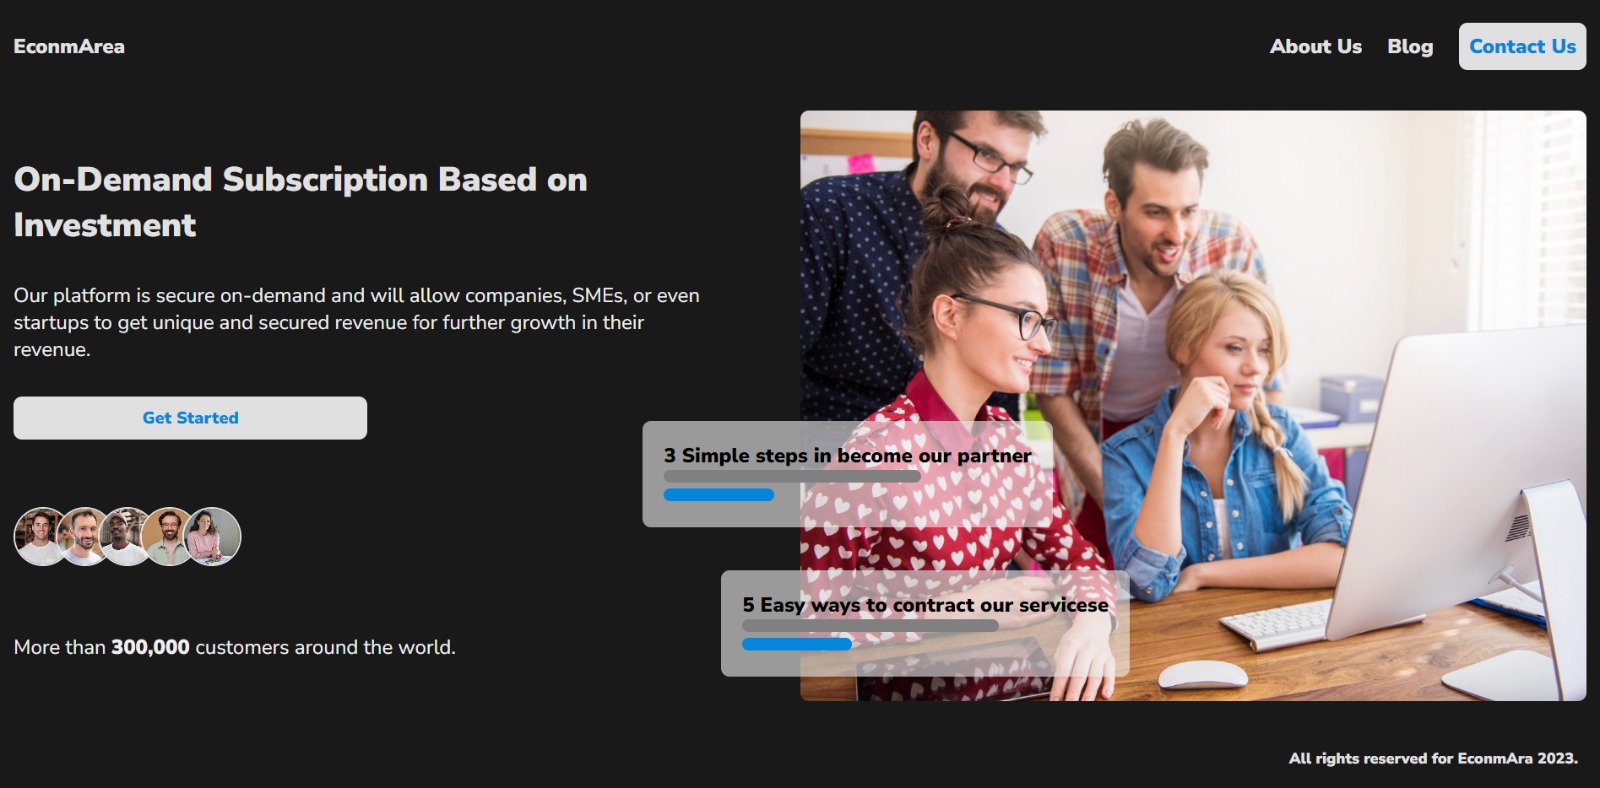 EconmArea
About Us
Blog
Contact Us
On-Demand Subscription Based on
Investment
Our platform is secure on-demand and will allow companies, SMEs, or even
startups to get unique and secured revenue for further growth in their
revenue.
Get Started
3 Simple steps in become our partner
5 Easy ways to contract our servicese
More than 300,000 customers around the world.
All rights reserved for EconmAra 2023.